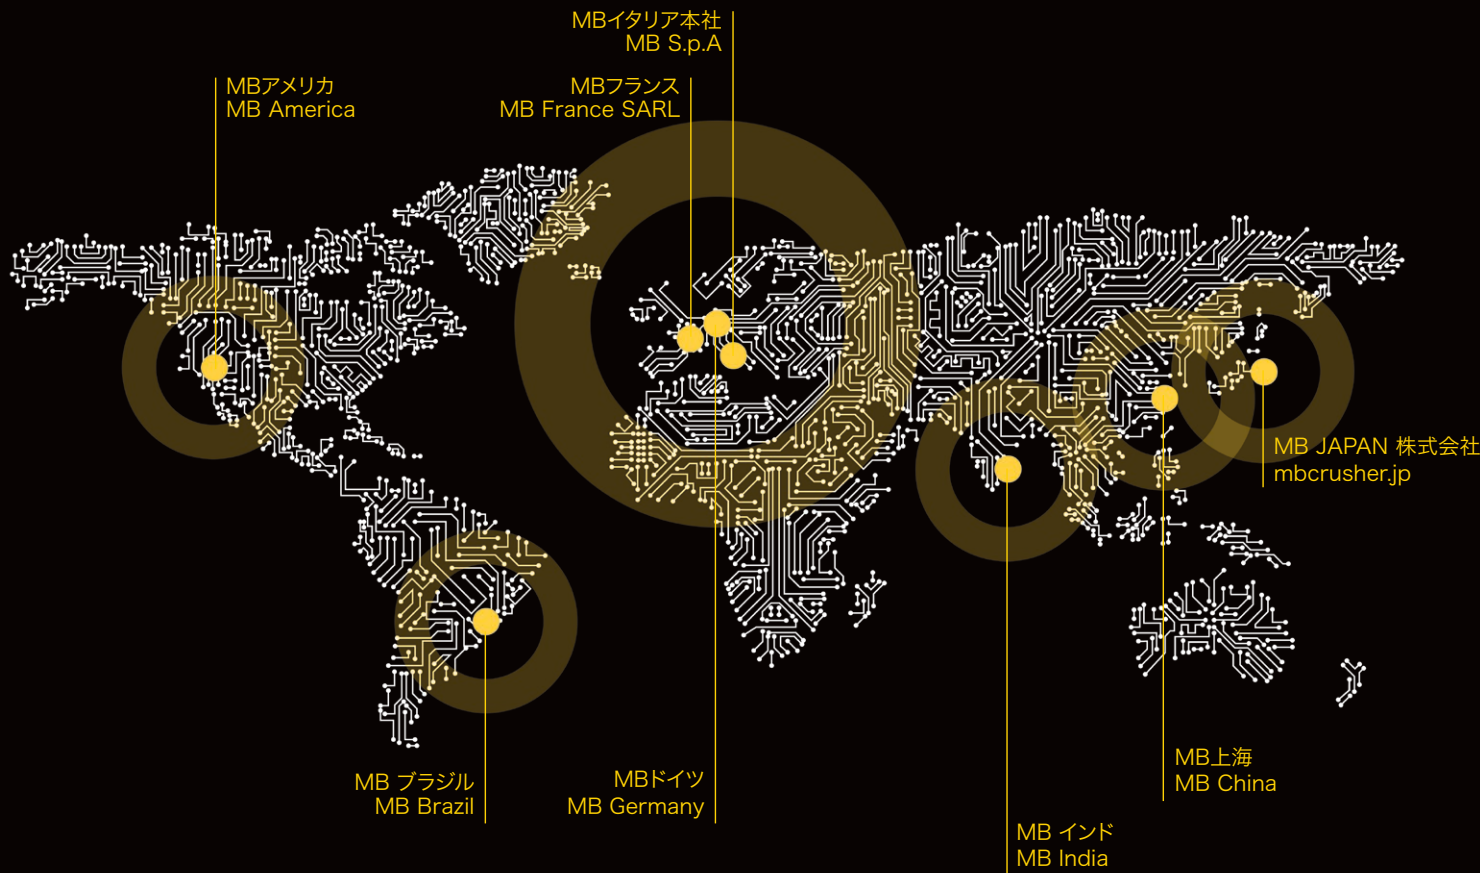 MBイタリア本社
MB S.p.A
MBアメリカ
MB America
MBフランス
MB France SARL
MB JAPAN 株式会社
mbcrusher.jp
MB上海
MB China
MB ブラジル
MB Brazil
MBドイツ
MB Germany
MB インド
MB India